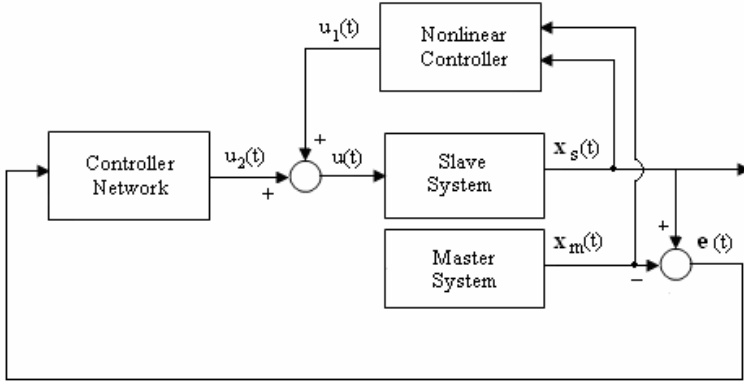 u1(t)
Nonlinear
Controller
+
Controller
Network
u2(t)
+
u(t)
Slave
System
xs(t)
+
e(t)
Master
System
xm(t)
−